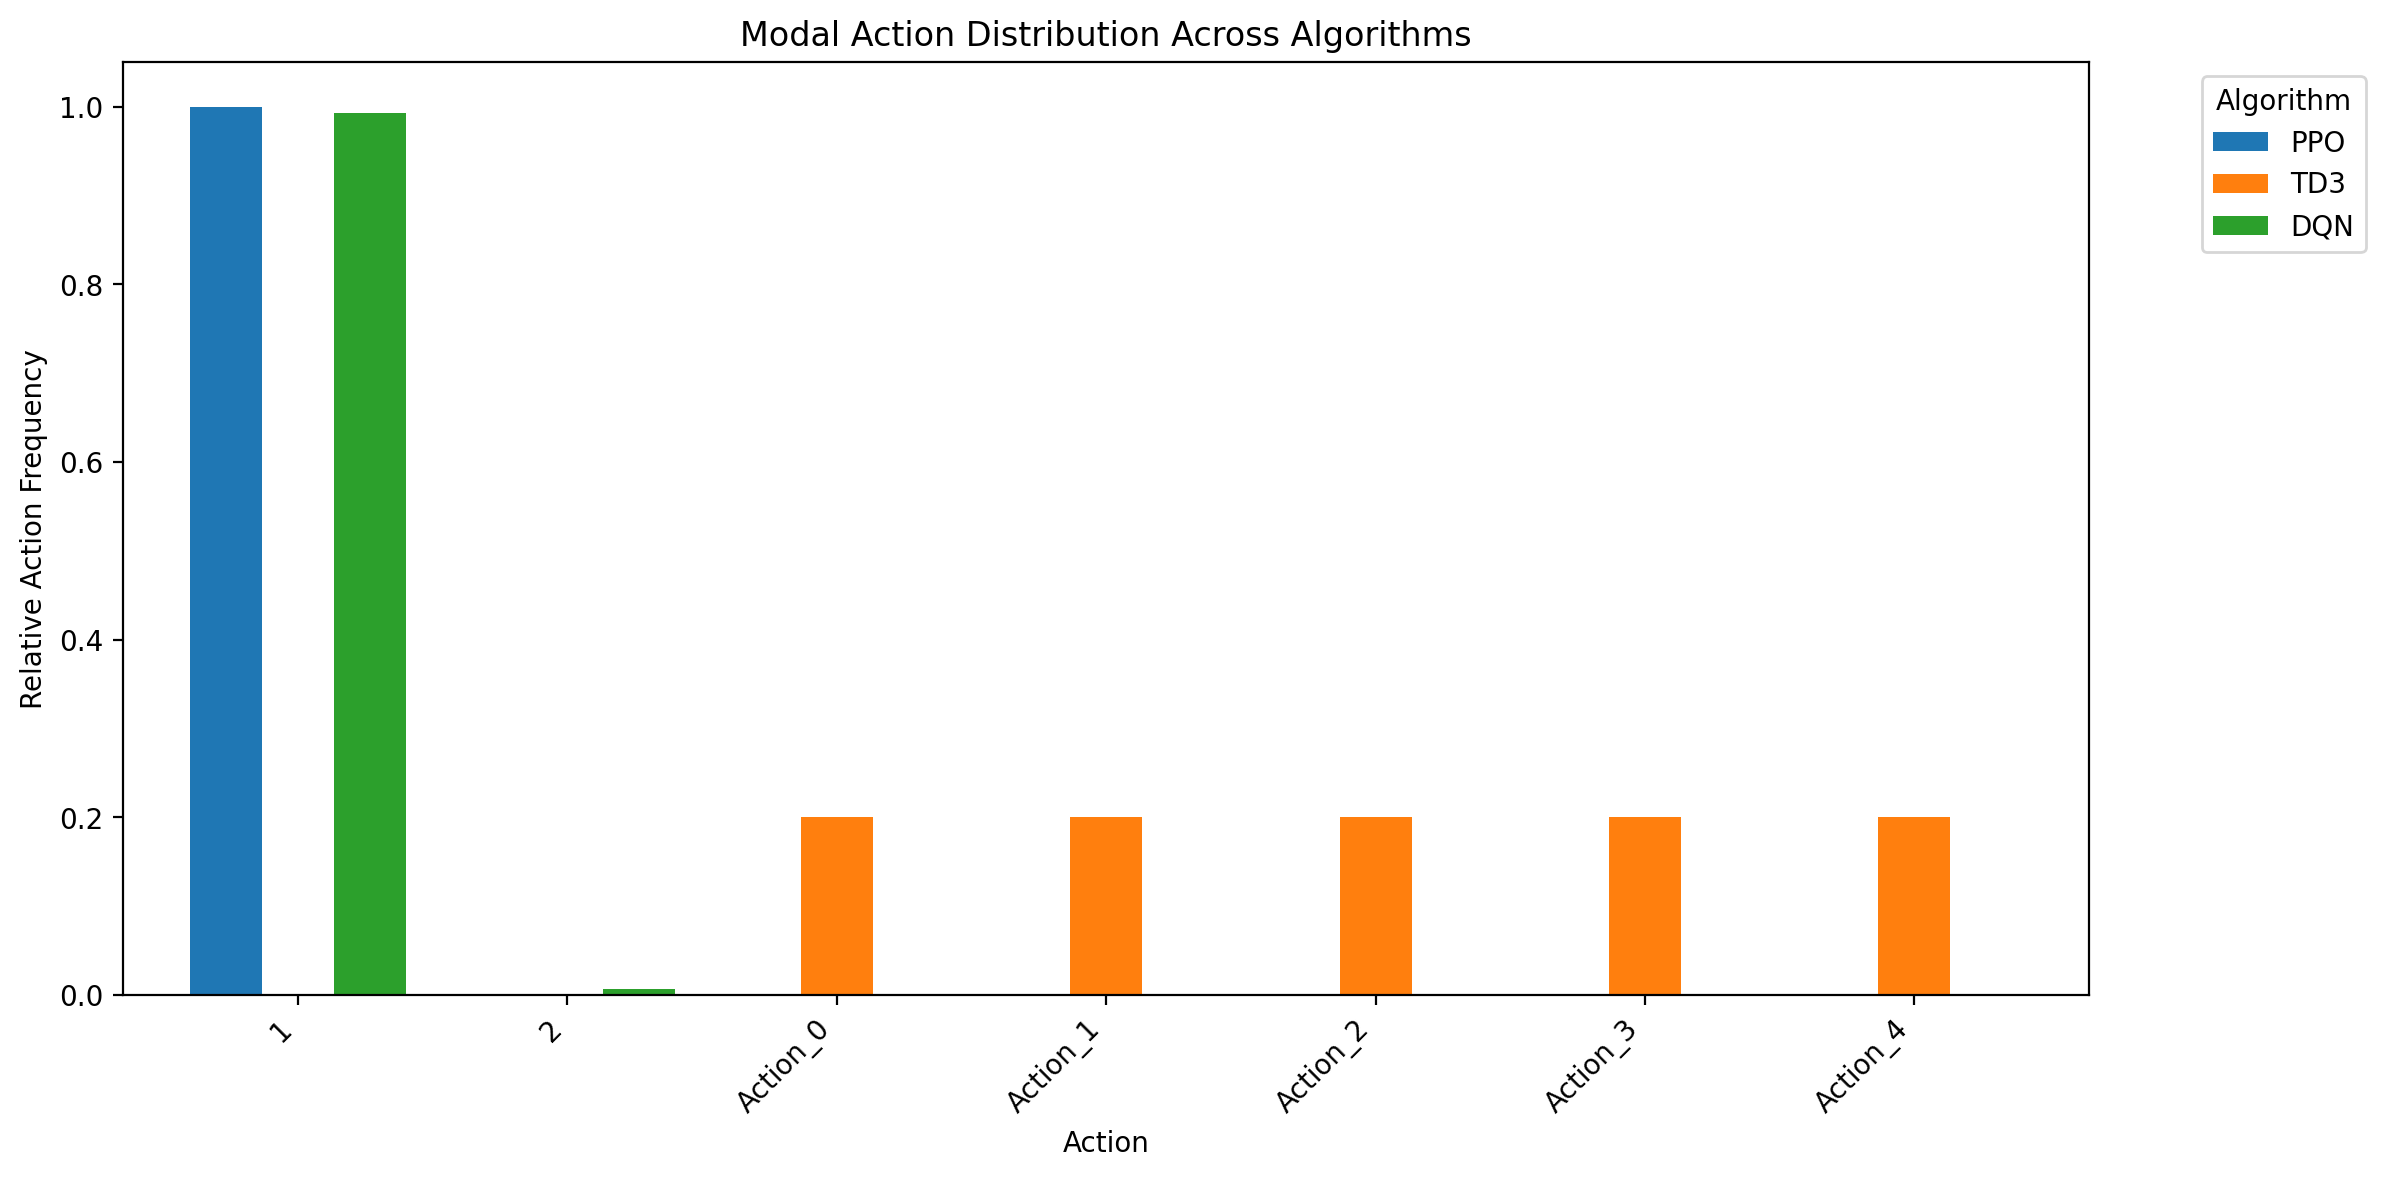 Modal Action Distribution Across Algorithms
Algorithm
PPO
TD3
DQN
Relative Action Frequency
1.0
0.8
0.6
0.4
0.2
0.0
1
2
Action_0
Action_1
Action_2
Action_3
Action_4
Action